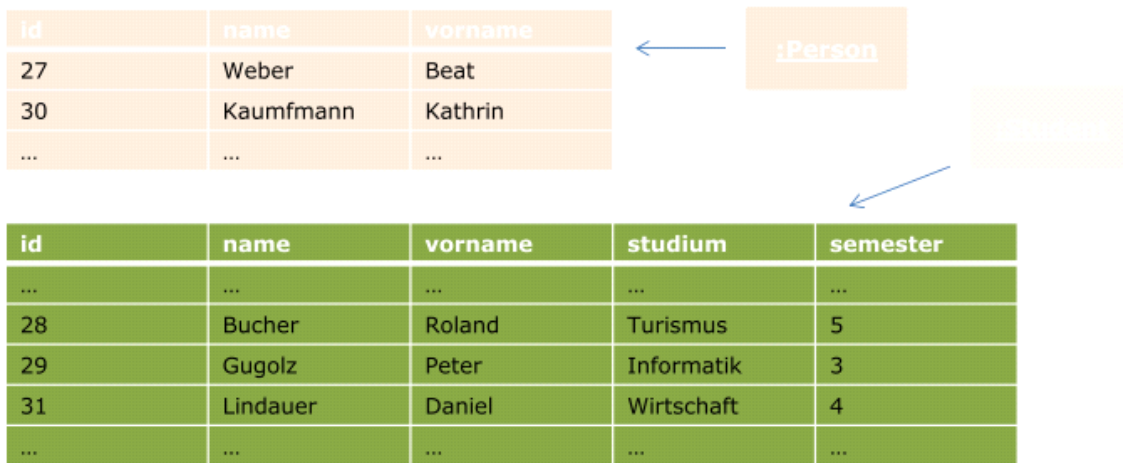 id name vorname
:Person
27 Weber Beat
30 Kaumfmann Kathrin
... ... ...
id name vorname studium semester
... ... ... ... ...
28 Bucher Roland Turismus 5
29 Gugolz Peter Informatik 3
31 Lindauer Daniel Wirtschaft 4
... ... ... ... ...